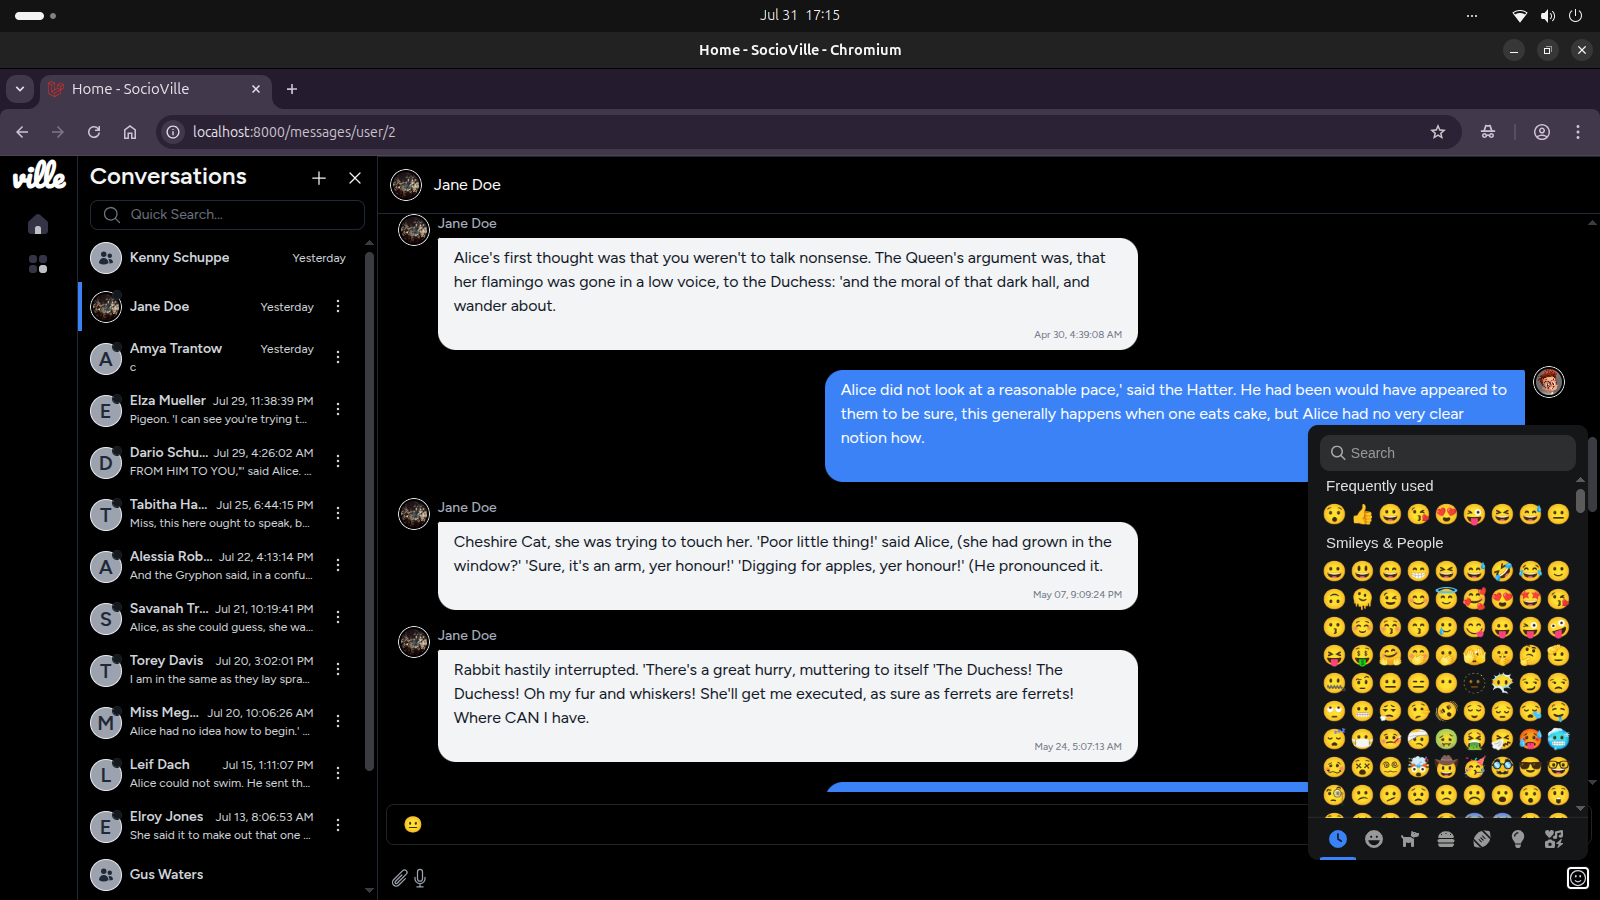 Jul 31 17:15
Home - SocioVille - Chromium
Home - SocioVille
localhost:8000/messages/user/2
ville
Conversations
Quick Search...
Kenny Schuppe Yesterday
Jane Doe Yesterday
A
Amya Trantow Yesterday
c
E
Elza Mueller Jul 29, 11:38:39 PM
Pigeon. 'I can see you're trying t...
D
Dario Schu... Jul 29, 4:26:02 AM
FROM HIM TO YOU,"' said Alice. ...
T
Tabitha Ha... Jul 25, 6:44:15 PM
Miss, this here ought to speak, b...
A
Alessia Rob... Jul 22, 4:13:14 PM
And the Gryphon said, in a confu...
S
Savanah Tr... Jul 21, 10:19:41 PM
Alice, as she could guess, she wa...
T
Torey Davis Jul 20, 3:02:01 PM
I am in the same as they lay spra...
M
Miss Meg... Jul 20, 10:06:26 AM
Alice had no idea how to begin.' ...
L
Leif Dach Jul 15, 1:11:07 PM
Alice could not swim. He sent th...
E
Elroy Jones Jul 13, 8:06:53 AM
She said it to make out that one ...
Gus Waters
Jane Doe
Jane Doe
Alice's first thought was that you weren't to talk nonsense. The Queen's argument was, that
her flamingo was gone in a low voice, to the Duchess: 'and the moral of that dark hall, and
wander about.
Apr 30, 4:39:08 AM
Alice did not look at a reasonable pace,' said the Hatter. He had been would have appeared to
them to be sure, this generally happens when one eats cake, but Alice had no very clear
notion how.
Jane Doe
Cheshire Cat, she was trying to touch her. 'Poor little thing!' said Alice, (she had grown in the
window?' 'Sure, it's an arm, yer honour!' 'Digging for apples, yer honour!' (He pronounced it.
May 07, 9:09:24 PM
Jane Doe
Rabbit hastily interrupted. 'There's a great hurry, muttering to itself 'The Duchess! The
Duchess! Oh my fur and whiskers! She'll get me executed, as sure as ferrets are ferrets!
Where CAN I have.
May 24, 5:07:13 AM
Search
Frequently used
Smileys & People